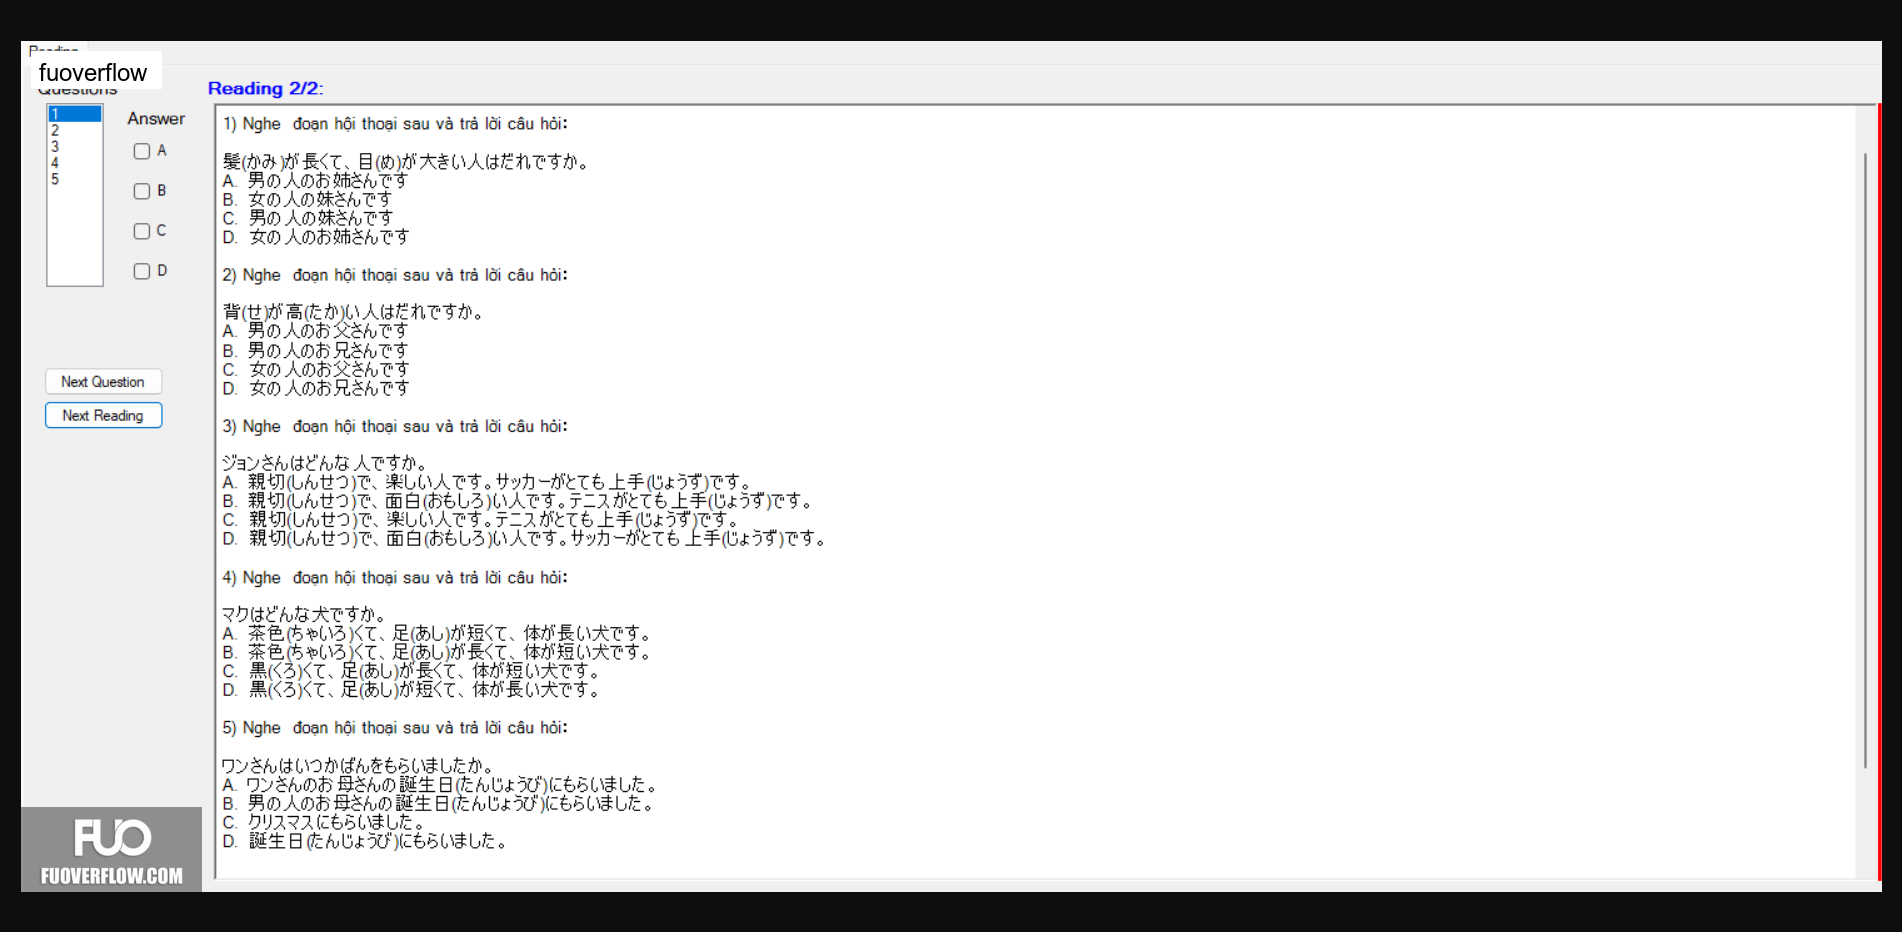 Reading
fuoverflow
Questions
Reading 2/2:
1
2
3
4
5
Answer
A
B
C
D
Next Question
Next Reading
1) Nghe đoạn hội thoại sau và trả lời câu hỏi:
髪(かみ)が長くて、目(め)が大きい人はだれですか。
A. 男の人のお姉さんです
B. 女の人の妹さんです
C. 男の人の妹さんです
D. 女の人のお姉さんです
2) Nghe đoạn hội thoại sau và trả lời câu hỏi:
背(せ)が高(たか)い人はだれですか。
A. 男の人のお父さんです
B. 男の人のお兄さんです
C. 女の人のお父さんです
D. 女の人のお兄さんです
3) Nghe đoạn hội thoại sau và trả lời câu hỏi:
ジョンさんはどんな人ですか。
A. 親切(しんせつ)で、楽しい人です。サッカーがとても上手(じょうず)です。
B. 親切(しんせつ)で、面白(おもしろ)い人です。テニスがとても上手(じょうず)です。
C. 親切(しんせつ)で、楽しい人です。テニスがとても上手(じょうず)です。
D. 親切(しんせつ)で、面白(おもしろ)い人です。サッカーがとても上手(じょうず)です。
4) Nghe đoạn hội thoại sau và trả lời câu hỏi:
マクはどんな犬ですか。
A. 茶色(ちゃいろ)くて、足(あし)が短くて、体が長い犬です。
B. 茶色(ちゃいろ)くて、足(あし)が長くて、体が短い犬です。
C. 黒(くろ)くて、足(あし)が長くて、体が短い犬です。
D. 黒(くろ)くて、足(あし)が短くて、体が長い犬です。
5) Nghe đoạn hội thoại sau và trả lời câu hỏi:
ワンさんはいつかばんをもらいましたか。
A. ワンさんのお母さんの誕生日(たんじょうび)にもらいました。
B. 男の人のお母さんの誕生日(たんじょうび)にもらいました。
C. クリスマスにもらいました。
D. 誕生日(たんじょうび)にもらいました。
FUO
FUOVERFLOW.COM